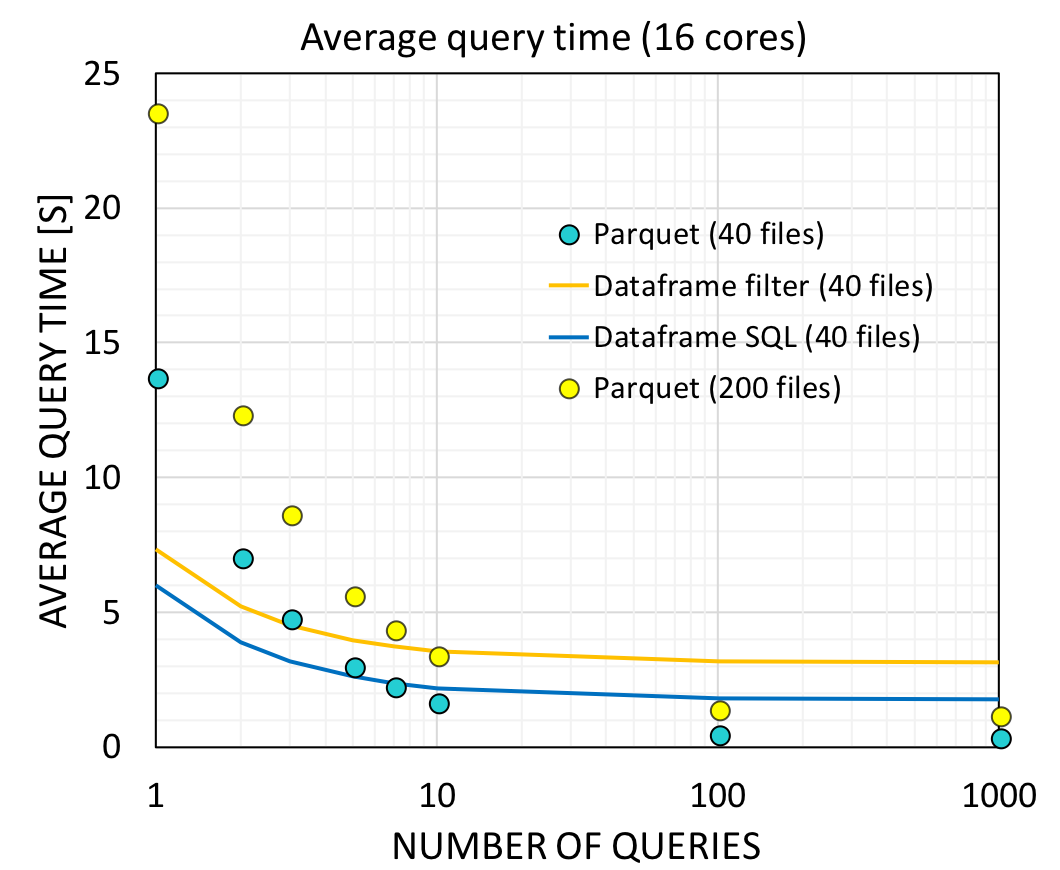 Average query time (16 cores)
AVERAGE QUERY TIME [S]
25
20
15
10
5
0
Parquet (40 files)
Dataframe filter (40 files)
Dataframe SQL (40 files)
Parquet (200 files)
1 10 100 1000
NUMBER OF QUERIES